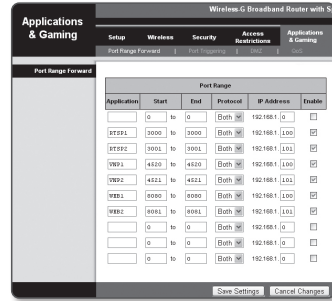 Wireless-G Broadband Router with S
Applications & Gaming
Setup Wireless Security Access Restrictions Applications & Gaming
Port Range Forward | Port Triggering | DMZ | QoS
Port Range Forward
Port Range
Application Start End Protocol IP Address Enable
0 to 0 Both 192.168.1. 0
RTSP1 3000 to 3000 Both 192.168.1. 100
RTSP2 3001 to 3001 Both 192.168.1. 101
VNP1 4520 to 4520 Both 192.168.1. 100
VNP2 4521 to 4521 Both 192.168.1. 101
WEB1 8080 to 8080 Both 192.168.1. 100
WEB2 8081 to 8081 Both 192.168.1. 101
0 to 0 Both 192.168.1. 0
0 to 0 Both 192.168.1. 0
0 to 0 Both 192.168.1. 0
Save Settings Cancel Changes